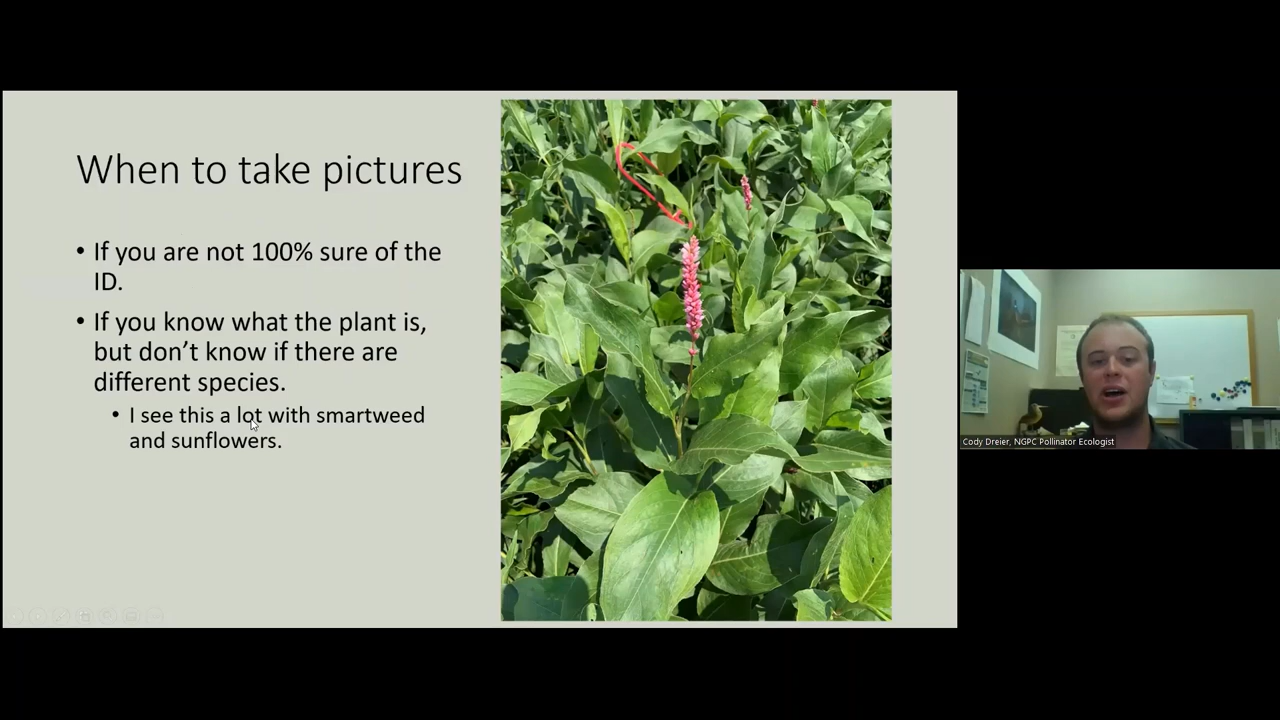 When to take pictures
• If you are not 100% sure of the
ID.
• If you know what the plant is,
but don’t know if there are
different species.
• I see this a lot with smartweed
and sunflowers.
Cody Dreier, NGPC Pollinator Ecologist